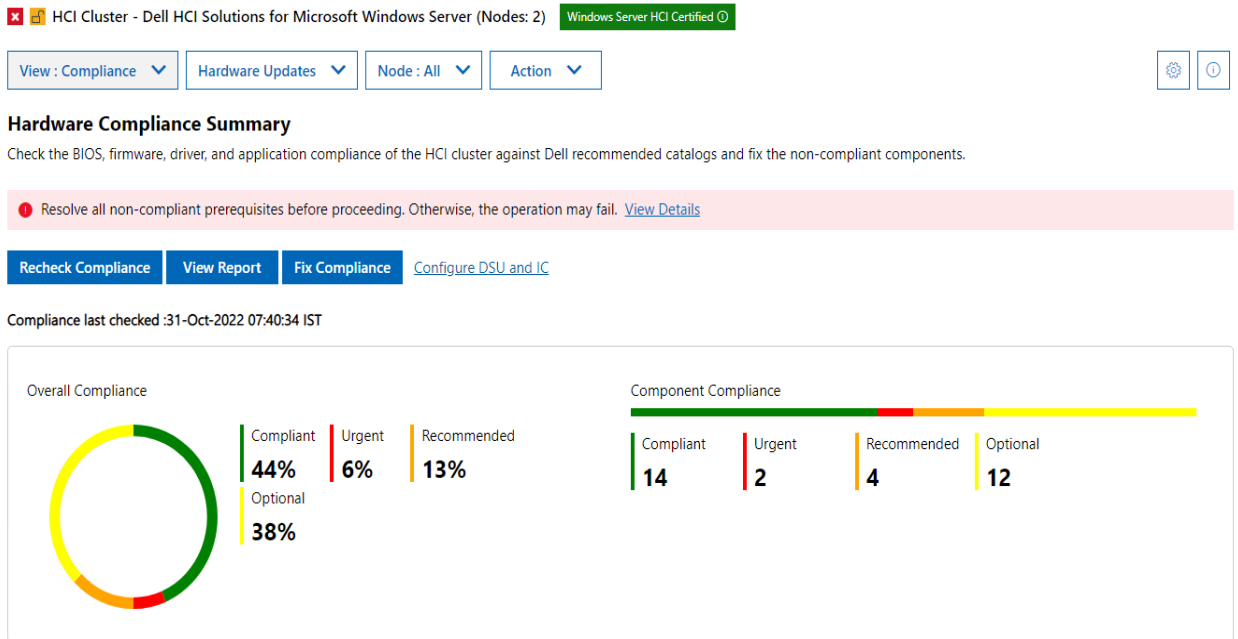 HCI Cluster - Dell HCI Solutions for Microsoft Windows Server (Nodes: 2) Windows Server HCI Certified
View : Compliance Hardware Updates Node : All Action
Hardware Compliance Summary
Check the BIOS, firmware, driver, and application compliance of the HCI cluster against Dell recommended catalogs and fix the non-compliant components.
Resolve all non-compliant prerequisites before proceeding. Otherwise, the operation may fail. View Details
Recheck Compliance View Report Fix Compliance Configure DSU and IC
Compliance last checked :31-Oct-2022 07:40:34 IST
Overall Compliance
Compliant Urgent Recommended
44% 6% 13%
Optional
38%
Component Compliance
Compliant Urgent Recommended Optional
14 2 4 12